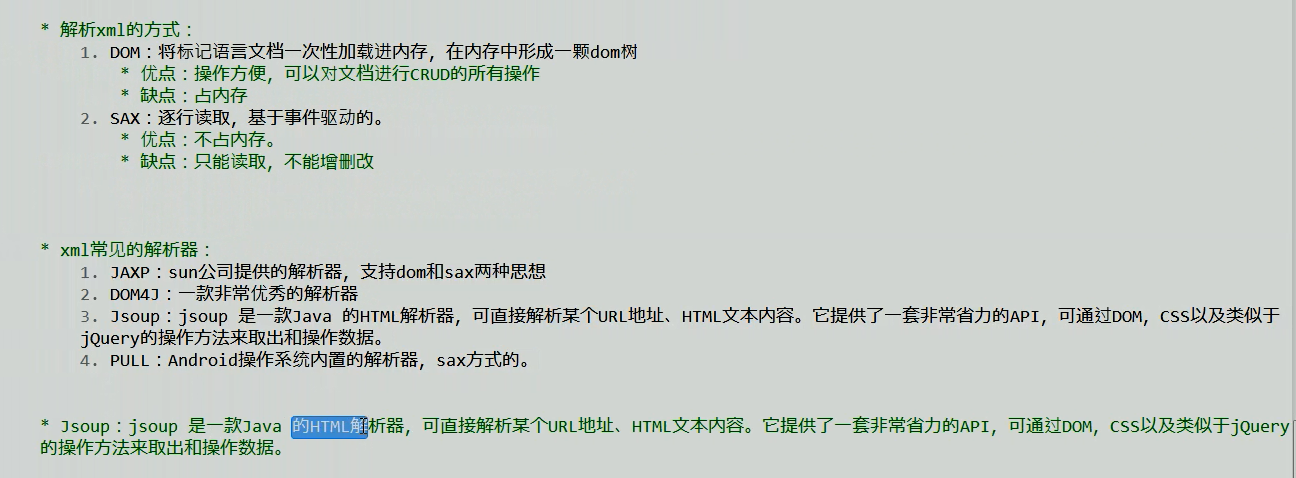 * 解析xml的方式：
1. DOM：将标记语言文档一次性加载进内存，在内存中形成一颗dom树
* 优点：操作方便，可以对文档进行CRUD的所有操作
* 缺点：占内存
2. SAX：逐行读取，基于事件驱动的。
* 优点：不占内存。
* 缺点：只能读取，不能增删改
* xml常见的解析器：
1. JAXP：sun公司提供的解析器，支持dom和sax两种思想
2. DOM4J：一款非常优秀的解析器
3. Jsoup：jsoup 是一款Java 的HTML解析器，可直接解析某个URL地址、HTML文本内容。它提供了一套非常省力的API，可通过DOM，CSS以及类似于
jQuery的操作方法来取出和操作数据。
4. PULL：Android操作系统内置的解析器，sax方式的。
* Jsoup：jsoup 是一款Java 的HTML解析器，可直接解析某个URL地址、HTML文本内容。它提供了一套非常省力的API，可通过DOM，CSS以及类似于jQuery
的操作方法来取出和操作数据。